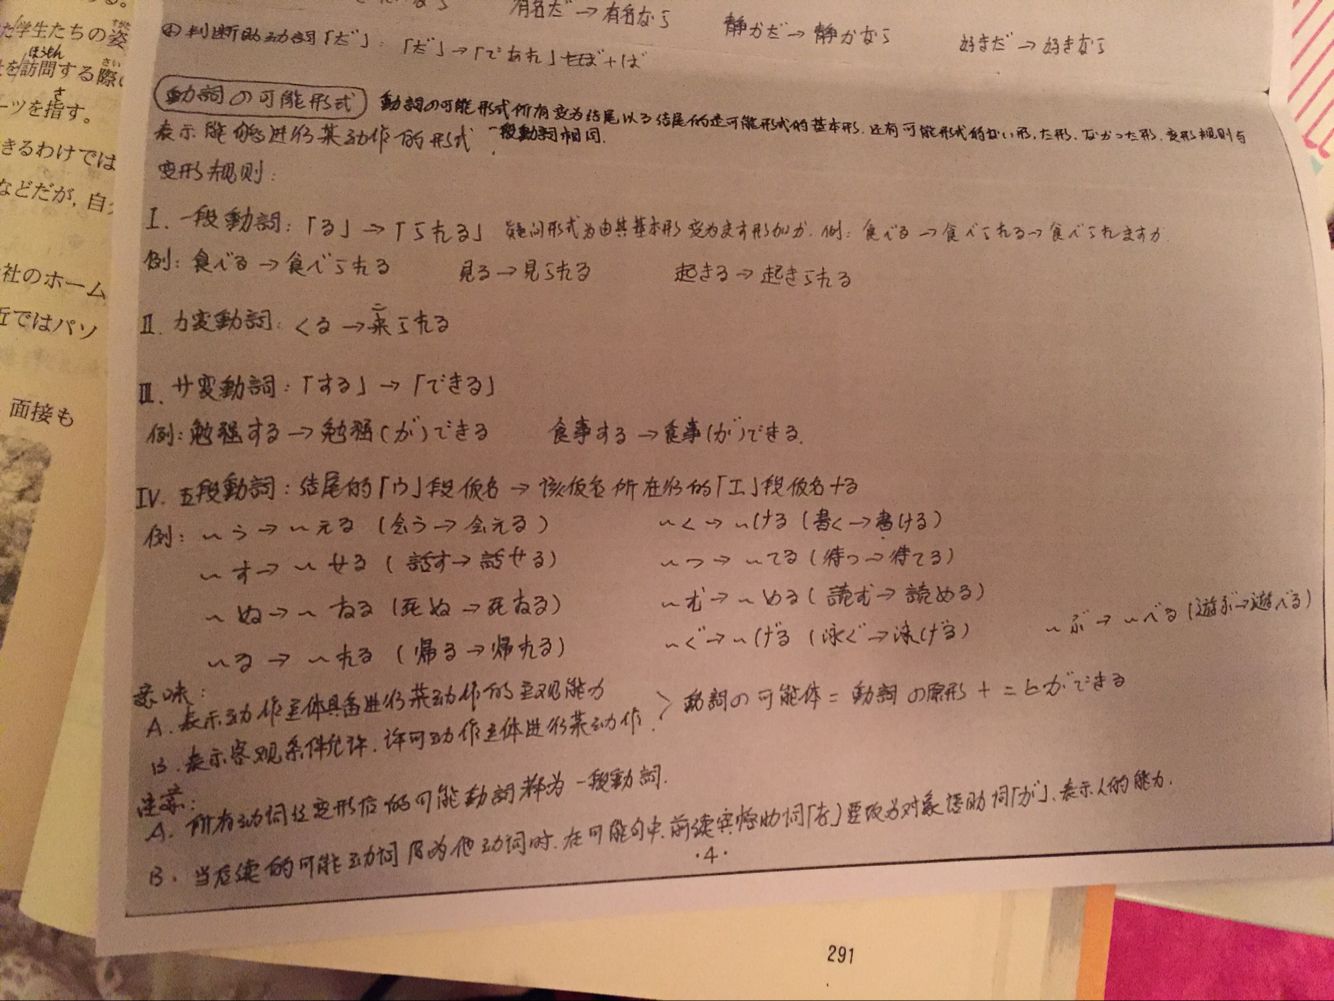 た学生たちの姿
を訪問する際
ーツを指す。
きるわけでは
などだが,自
社のホーム
近ではパソ
面接も
有名だ→有名なら 静かだ→静かなら 好きだ→好きなら
④判断助动詞「だ」:「だ」→「であれ」+ば
動詞の可能形式 動詞の可能形式所有变为结尾以る结尾的是可能形式的基本形,还有可能形式的ない形、た形、なかった形,变形规则与
一段動詞相同.
表示能够进行某动作的形式
变形规则:
Ⅰ.一段動詞:「る」→「られる」 疑问形式为由其基本形变为ます形加か.例:食べる→食べられる→食べられますか.
例:食べる→食べられる 見る→見られる 起きる→起きられる
Ⅱ.カ変動詞:くる→来られる
Ⅲ.サ変動詞:「する」→「できる」
例:勉強する→勉強(が)できる 食事する→食事(が)できる.
Ⅳ.五段動詞:结尾的「ウ」段仮名→该仮名所在行的「エ」段仮名+る
例:~う→~える(会う→会える) ~く→~ける(書く→書ける)
~す→~せる(話す→話せる) ~つ→~てる(待つ→待てる)
~ぬ→~ねる(死ぬ→死ねる) ~む→~める(読む→読める)
~る→~れる(帰る→帰れる) ~ぐ→~げる(泳ぐ→泳げる) ~ぶ→~べる(遊ぶ→遊べる)
意味:
A.表示动作主体具备进行某动作的主观能力
B.表示客观条件允许.许可动作主体进行某动作.
> 動詞の可能体=動詞の原形+ことができる
注意:
A.所有动词在变形后的可能動詞称为一段動詞.
B.当后续的可能动词原为他动词时.在可能句中.前续宾格助词「を」要改为对象格助词「が」、表示人的能力.
·4·
291